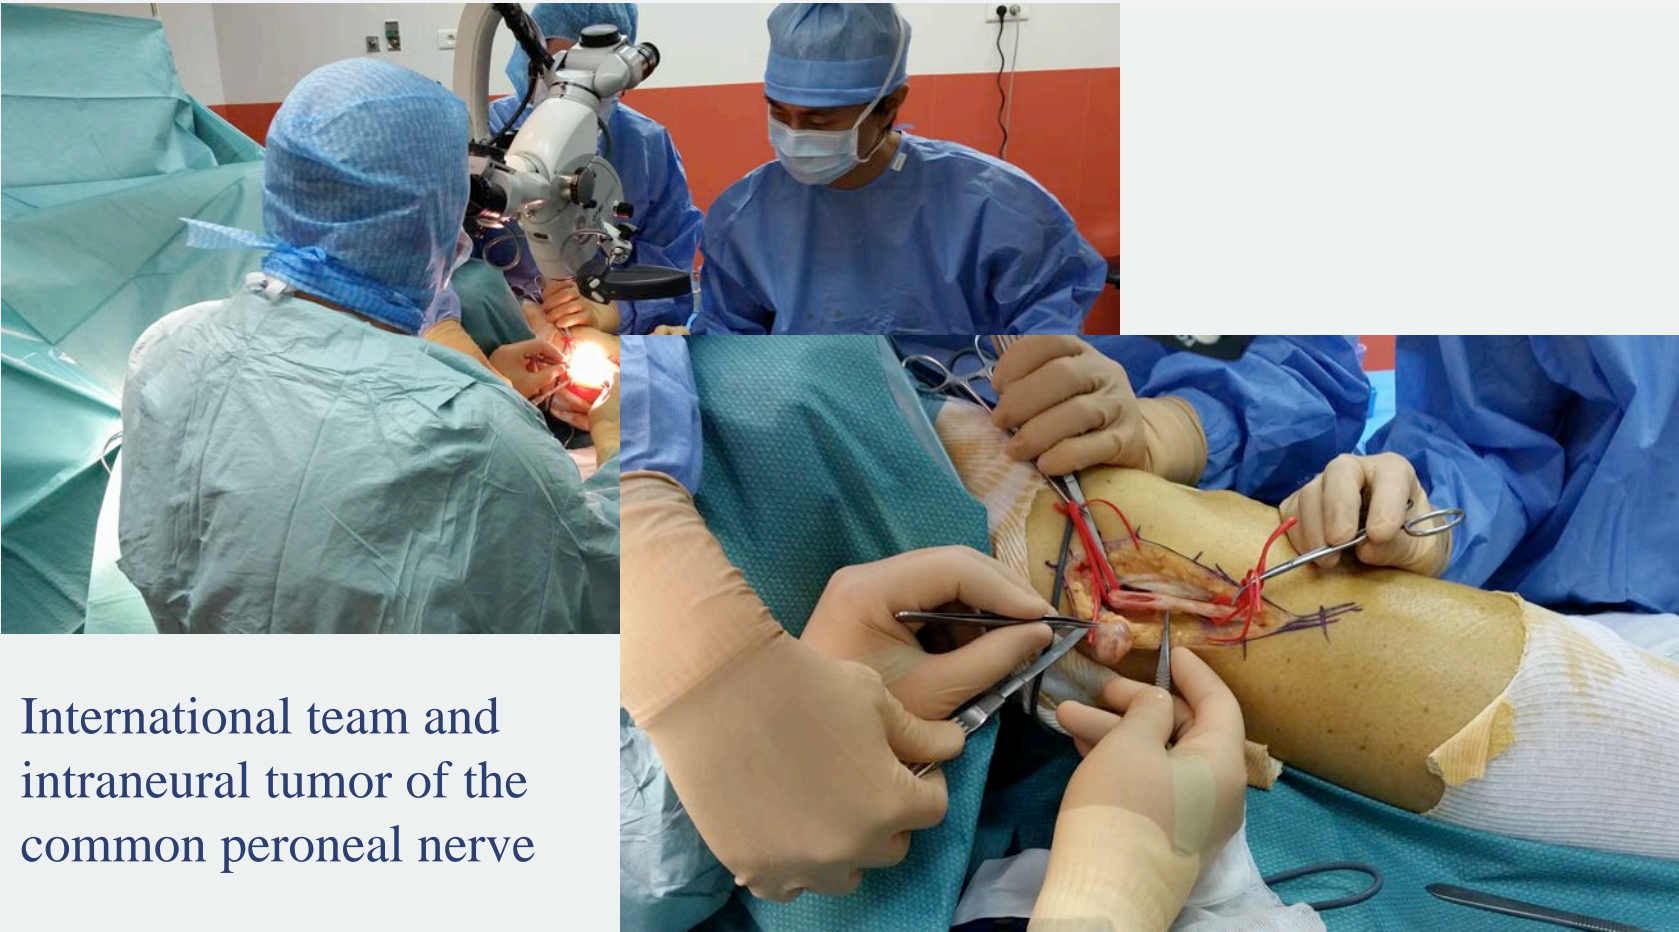 International team and
intraneural tumor of the
common peroneal nerve